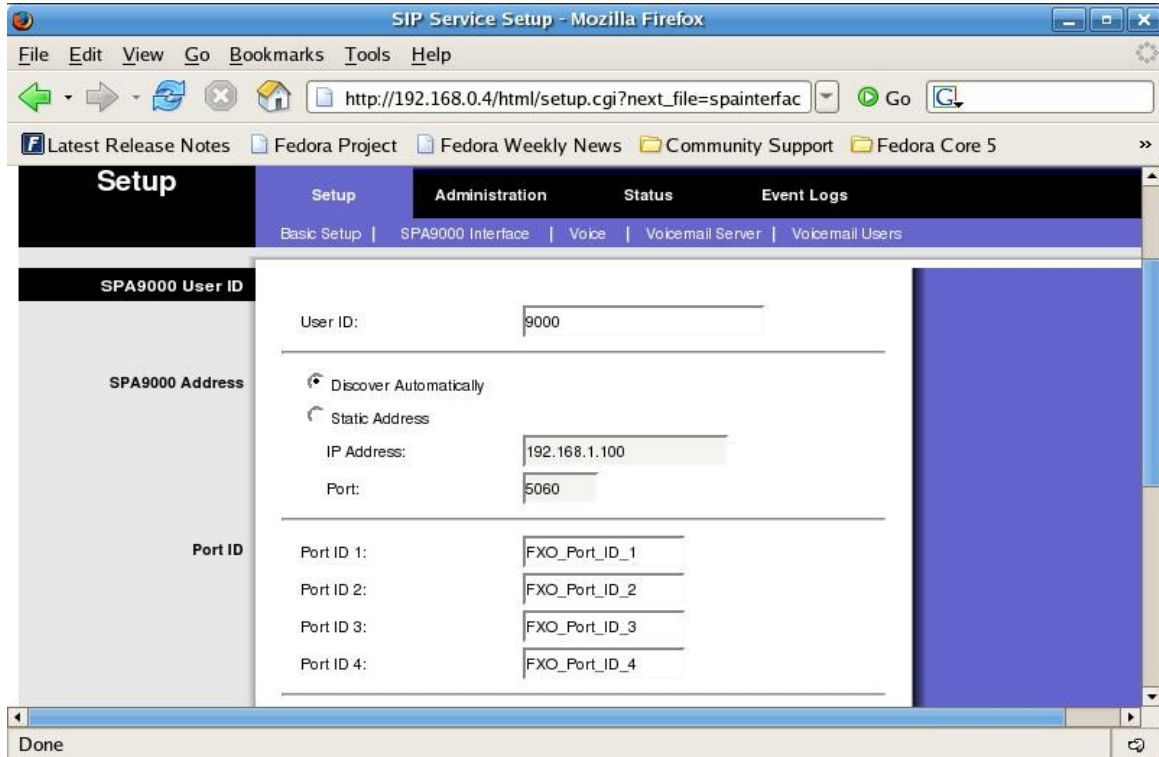 SIP Service Setup - Mozilla Firefox
File Edit View Go Bookmarks Tools Help
http://192.168.0.4/html/setup.cgi?next_file=spainterfac Go G
Latest Release Notes Fedora Project Fedora Weekly News Community Support Fedora Core 5 »
Setup
Setup Administration Status Event Logs
Basic Setup | SPA9000 Interface | Voice | Voicemail Server | Voicemail Users
SPA9000 User ID
User ID: 9000
SPA9000 Address
Discover Automatically
Static Address
IP Address: 192.168.1.100
Port: 5060
Port ID
Port ID 1: FXO_Port_ID_1
Port ID 2: FXO_Port_ID_2
Port ID 3: FXO_Port_ID_3
Port ID 4: FXO_Port_ID_4
Done